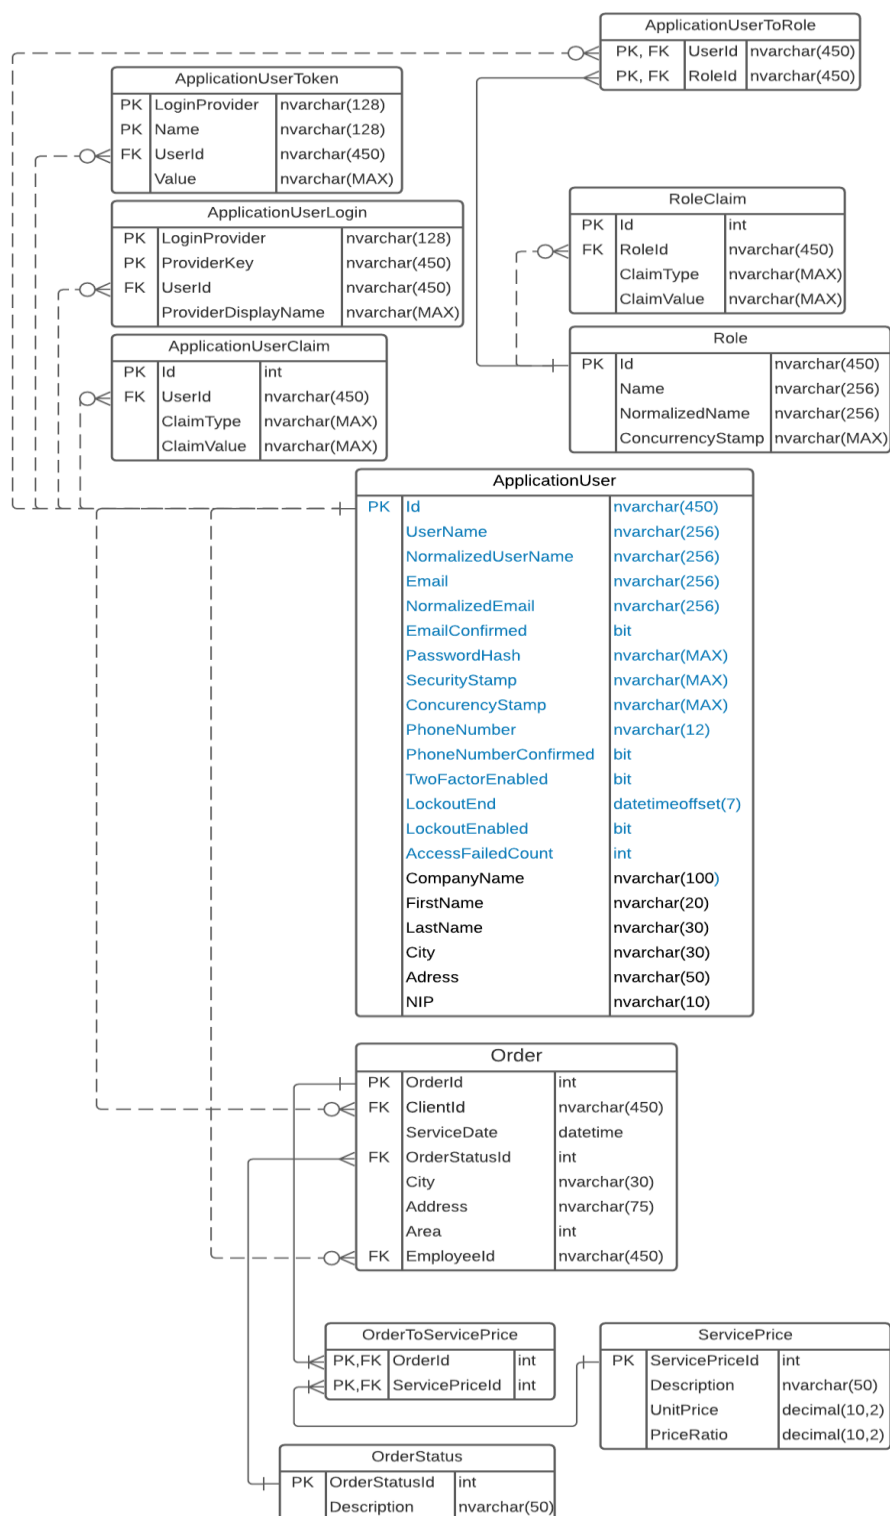 ApplicationUserToRole
PK, FK UserId nvarchar(450)
PK, FK RoleId nvarchar(450)
ApplicationUserToken
PK LoginProvider nvarchar(128)
PK Name nvarchar(128)
FK UserId nvarchar(450)
Value nvarchar(MAX)
ApplicationUserLogin
PK LoginProvider nvarchar(128)
PK ProviderKey nvarchar(450)
FK UserId nvarchar(450)
ProviderDisplayName nvarchar(MAX)
RoleClaim
PK Id int
FK RoleId nvarchar(450)
ClaimType nvarchar(MAX)
ClaimValue nvarchar(MAX)
Role
PK Id nvarchar(450)
Name nvarchar(256)
NormalizedName nvarchar(256)
ConcurrencyStamp nvarchar(MAX)
ApplicationUserClaim
PK Id int
FK UserId nvarchar(450)
ClaimType nvarchar(MAX)
ClaimValue nvarchar(MAX)
ApplicationUser
PK Id nvarchar(450)
UserName nvarchar(256)
NormalizedUserName nvarchar(256)
Email nvarchar(256)
NormalizedEmail nvarchar(256)
EmailConfirmed bit
PasswordHash nvarchar(MAX)
SecurityStamp nvarchar(MAX)
ConcurencyStamp nvarchar(MAX)
PhoneNumber nvarchar(12)
PhoneNumberConfirmed bit
TwoFactorEnabled bit
LockoutEnd datetimeoffset(7)
LockoutEnabled bit
AccessFailedCount int
CompanyName nvarchar(100)
FirstName nvarchar(20)
LastName nvarchar(30)
City nvarchar(30)
Adress nvarchar(50)
NIP nvarchar(10)
Order
PK OrderId int
FK ClientId nvarchar(450)
ServiceDate datetime
FK OrderStatusId int
City nvarchar(30)
Address nvarchar(75)
Area int
FK EmployeeId nvarchar(450)
OrderToServicePrice
PK,FK OrderId int
PK,FK ServicePriceId int
ServicePrice
PK ServicePriceId int
Description nvarchar(50)
UnitPrice decimal(10,2)
PriceRatio decimal(10,2)
OrderStatus
PK OrderStatusId int
Description nvarchar(50)